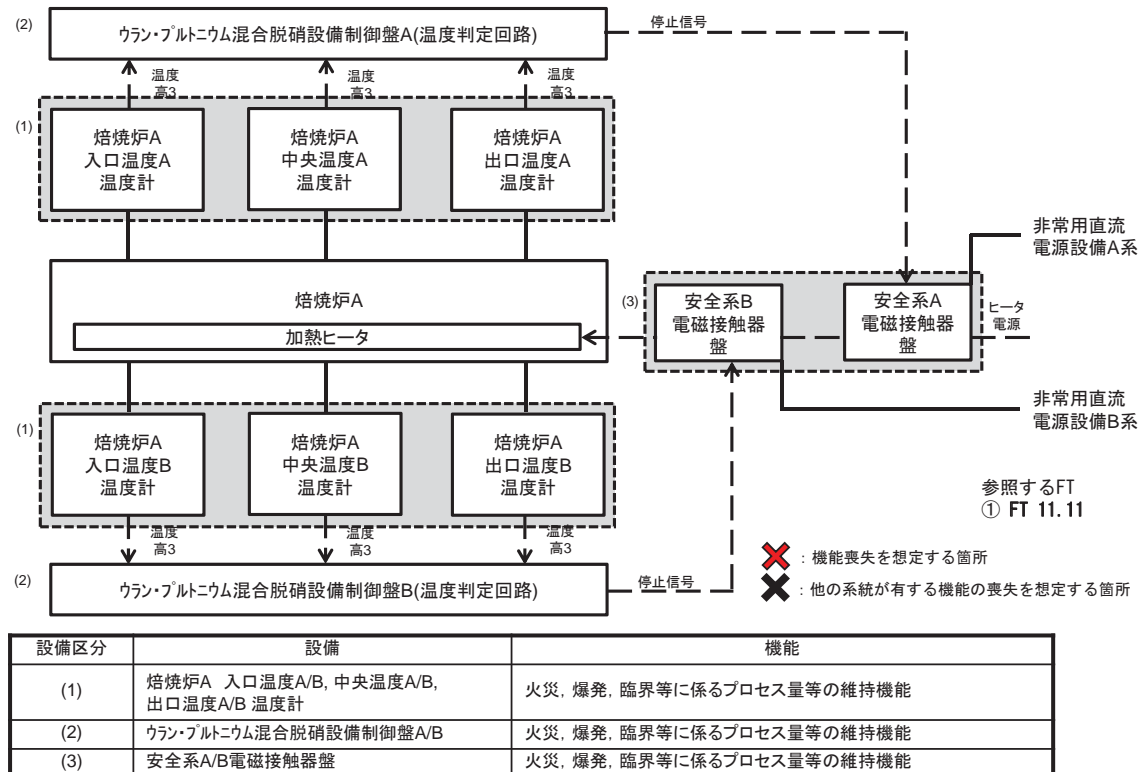 (2)
ウラン・プルトニウム混合脱硝設備制御盤A(温度判定回路)
停止信号
温度
高3
温度
高3
温度
高3
(1)
焙焼炉A
入口温度A
温度計
焙焼炉A
中央温度A
温度計
焙焼炉A
出口温度A
温度計
非常用直流
電源設備A系
焙焼炉A
加熱ヒータ
(3)
安全系B
電磁接触器
盤
安全系A
電磁接触器
盤
ヒータ
電源
非常用直流
電源設備B系
(1)
焙焼炉A
入口温度B
温度計
焙焼炉A
中央温度B
温度計
焙焼炉A
出口温度B
温度計
温度
高3
温度
高3
温度
高3
(2)
ウラン・プルトニウム混合脱硝設備制御盤B(温度判定回路)
停止信号
参照するFT
① FT 11.11
：機能喪失を想定する箇所
：他の系統が有する機能の喪失を想定する箇所
設備区分 設備 機能
(1) 焙焼炉A 入口温度A/B, 中央温度A/B,
出口温度A/B 温度計 火災, 爆発, 臨界等に係るプロセス量等の維持機能
(2) ウラン・プルトニウム混合脱硝設備制御盤A/B 火災, 爆発, 臨界等に係るプロセス量等の維持機能
(3) 安全系A/B電磁接触器盤 火災, 爆発, 臨界等に係るプロセス量等の維持機能